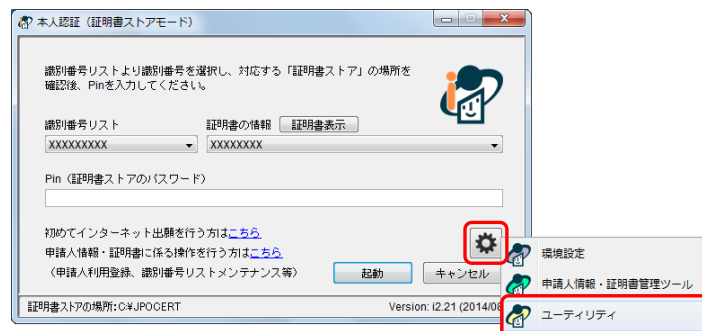 本人認証（証明書ストアモード）
識別番号リストより識別番号を選択し、対応する「証明書ストア」の場所を
確認後、Pinを入力してください。
識別番号リスト 証明書の情報 証明書表示
XXXXXXXXX XXXXXXXX
Pin（証明書ストアのパスワード）
初めてインターネット出願を行う方はこちら
申請人情報・証明書に係る操作を行う方はこちら
（申請人利用登録、識別番号リストメンテナンス等） 起動 キャンセル
証明書ストアの場所:C¥JPOCERT Version: i2.21 (2014/08
環境設定
申請人情報・証明書管理ツール
ユーティリティ